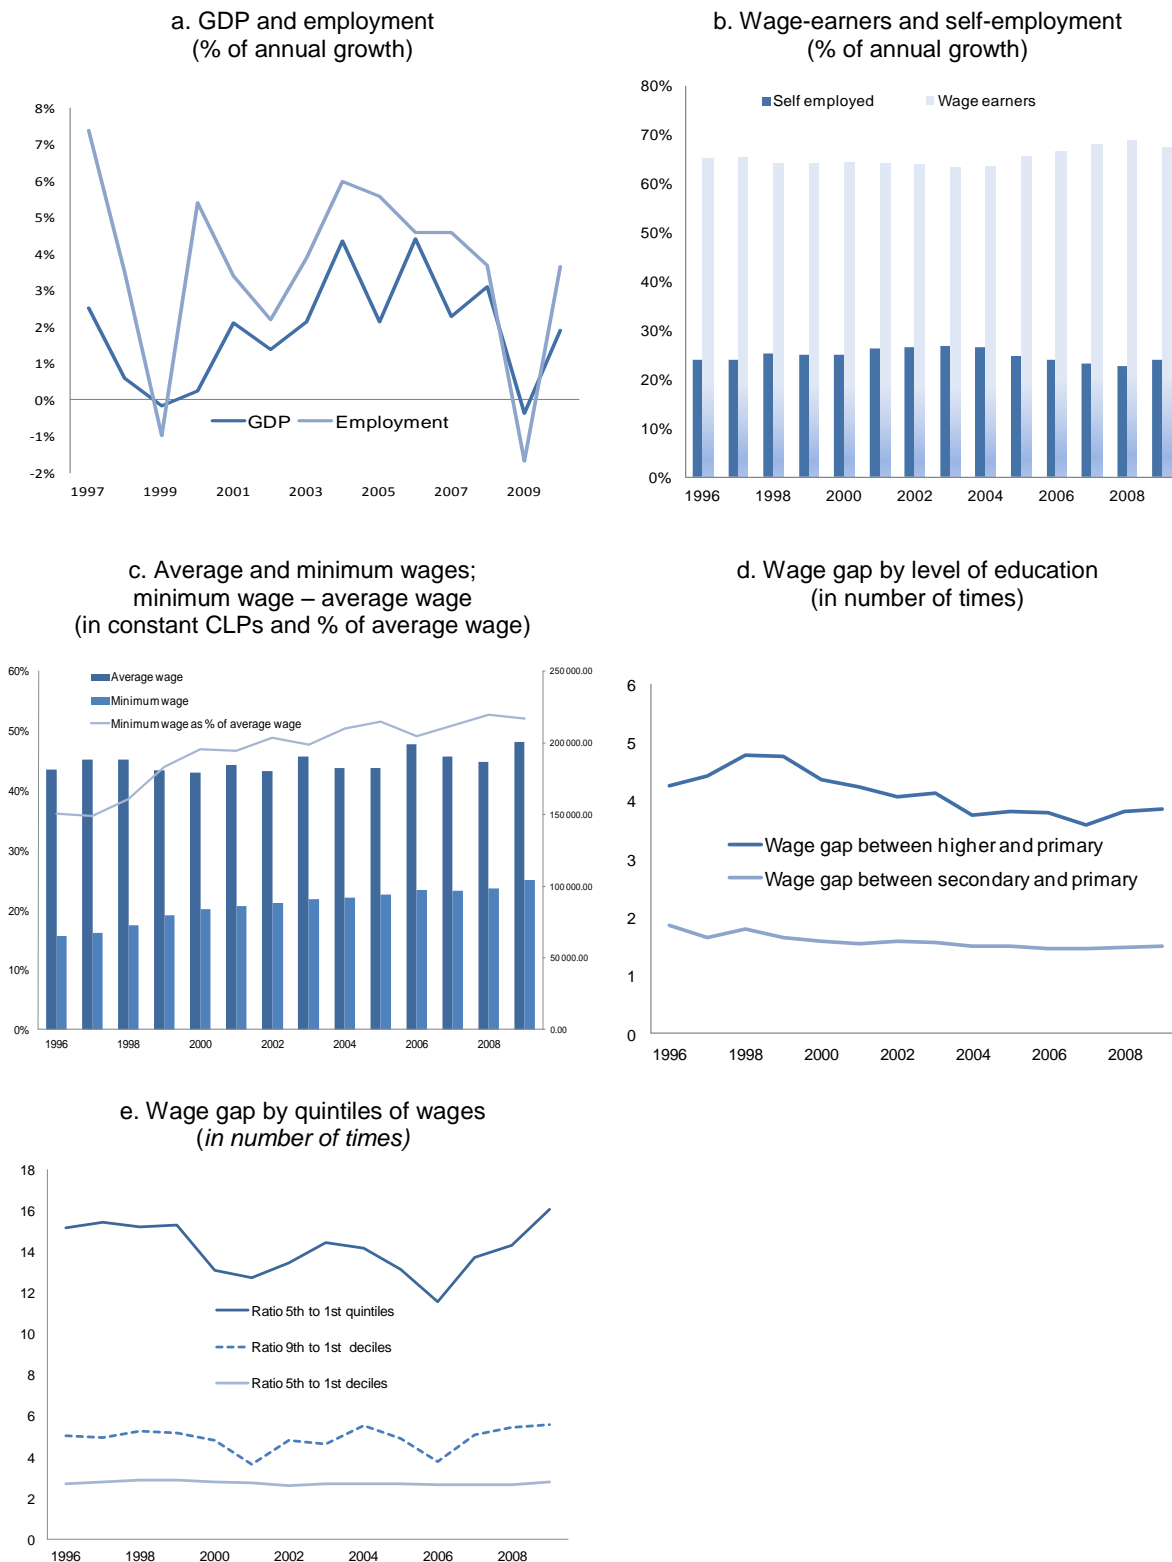 a. GDP and employment
(% of annual growth)
8%
7%
6%
5%
4%
3%
2%
1%
0%
-1%
-2%
GDP Employment
1997 1999 2001 2003 2005 2007 2009
b. Wage-earners and self-employment
(% of annual growth)
80%
70%
60%
50%
40%
30%
20%
10%
0%
Self employed Wage earners
1996 1998 2000 2002 2004 2006 2008
c. Average and minimum wages;
minimum wage – average wage
(in constant CLPs and % of average wage)
60%
50%
40%
30%
20%
10%
0%
Average wage
Minimum wage
Minimum wage as % of average wage
250 000.00
200 000.00
150 000.00
100 000.00
50 000.00
0.00
1996 1998 2000 2002 2004 2006 2008
d. Wage gap by level of education
(in number of times)
6
5
4
3
2
1
0
Wage gap between higher and primary
Wage gap between secondary and primary
1996 1998 2000 2002 2004 2006 2008
e. Wage gap by quintiles of wages
(in number of times)
18
16
14
12
10
8
6
4
2
0
Ratio 5th to 1st quintiles
Ratio 9th to 1st deciles
Ratio 5th to 1st deciles
1996 1998 2000 2002 2004 2006 2008